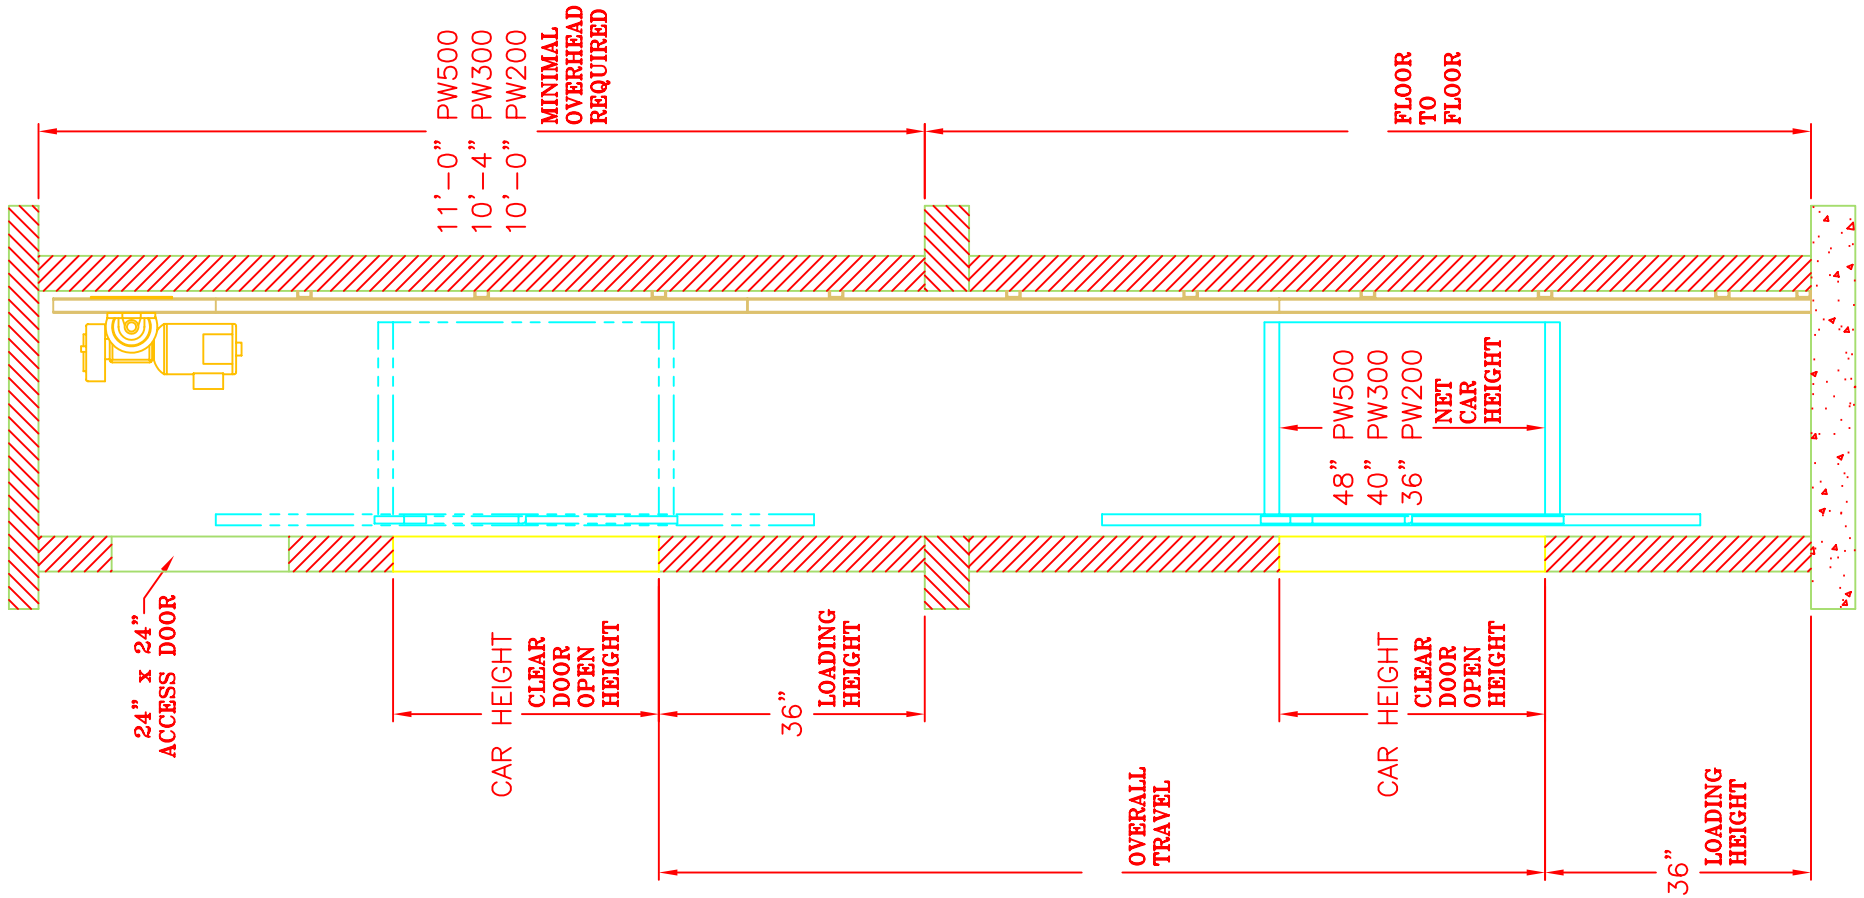 11'-0" PW500
10'-4" PW300
10'-0" PW200
MINIMAL
OVERHEAD
REQUIRED
FLOOR
TO
FLOOR
48" PW500
40" PW300
36" PW200
NET
CAR
HEIGHT
24" x 24"
ACCESS DOOR
CAR HEIGHT
CLEAR
DOOR
OPEN
HEIGHT
36"
LOADING
HEIGHT
CAR HEIGHT
CLEAR
DOOR
OPEN
HEIGHT
OVERALL
TRAVEL
36"
LOADING
HEIGHT